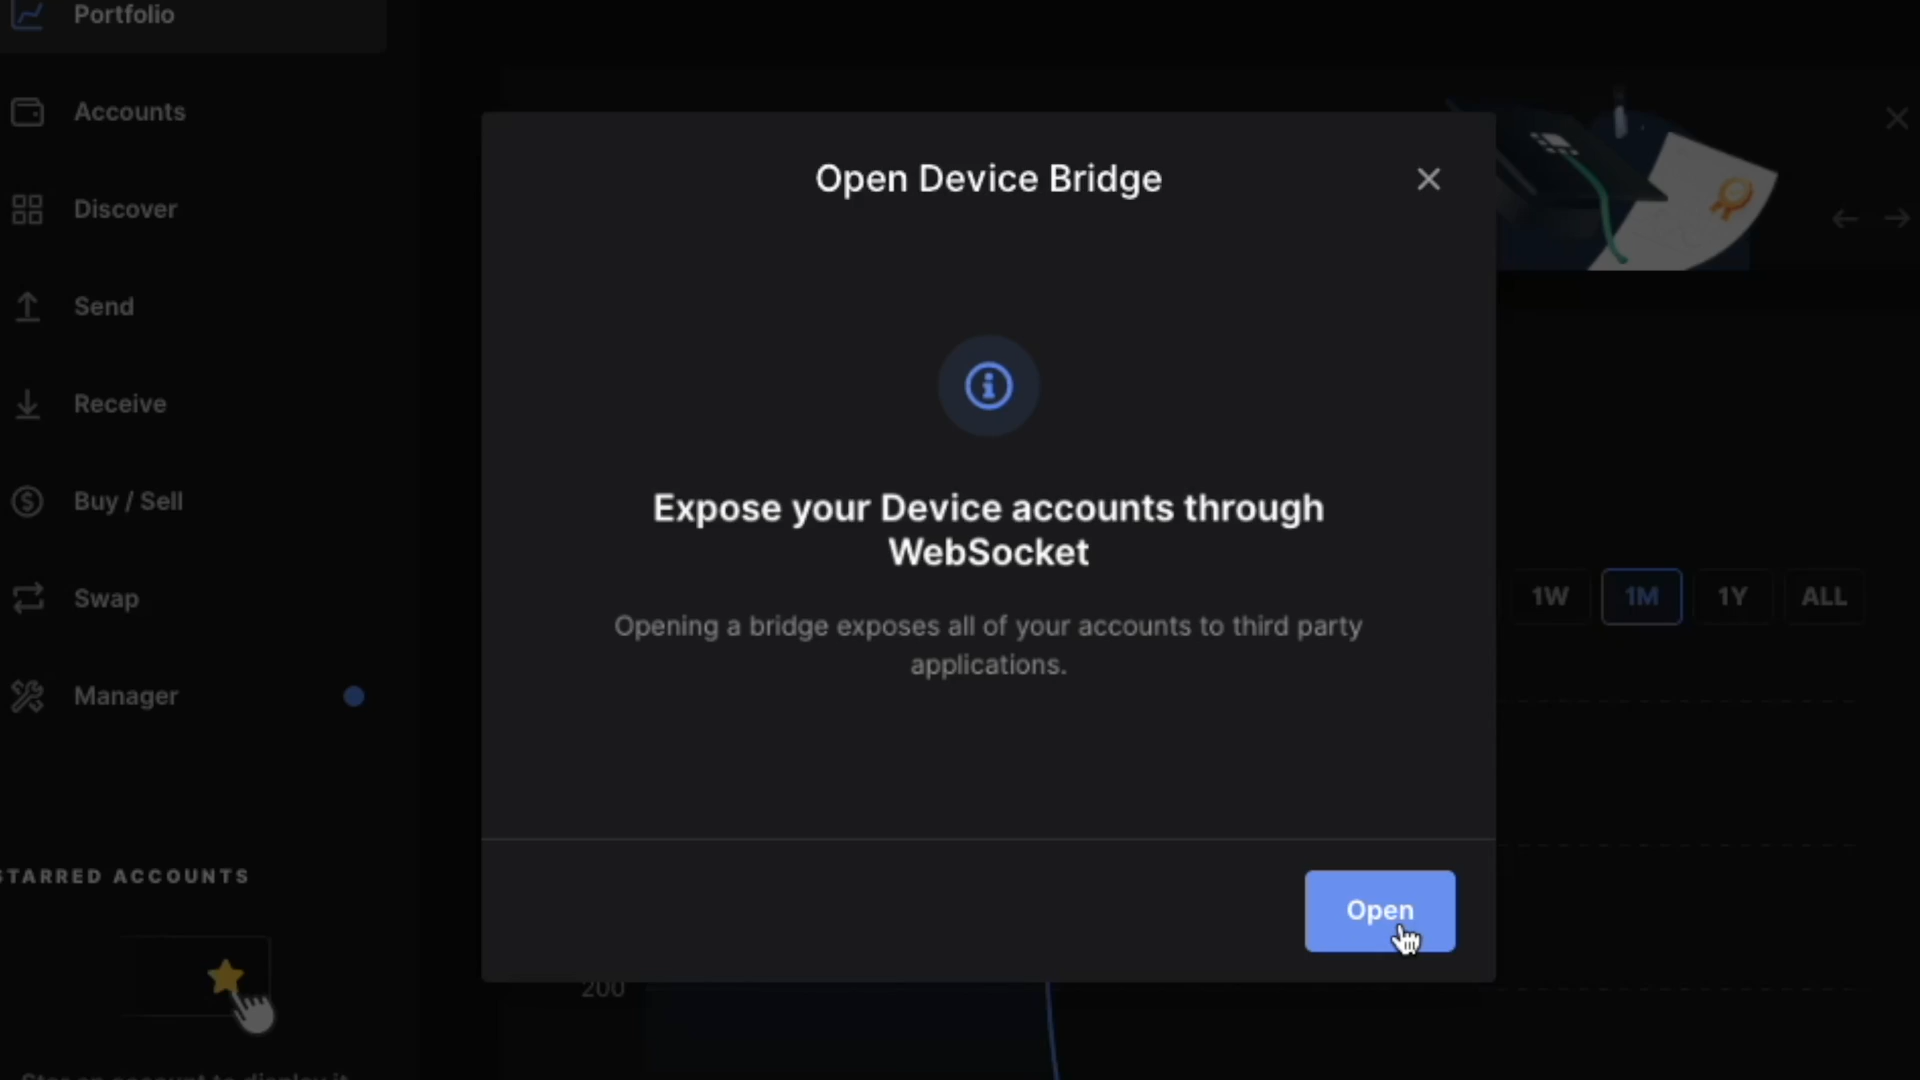 Portfolio
Accounts
Discover
Send
Receive
Buy / Sell
Swap
Manager
STARRED ACCOUNTS
Open Device Bridge
Expose your Device accounts through
WebSocket
Opening a bridge exposes all of your accounts to third party
applications.
Open
1W
1M
1Y
ALL
200